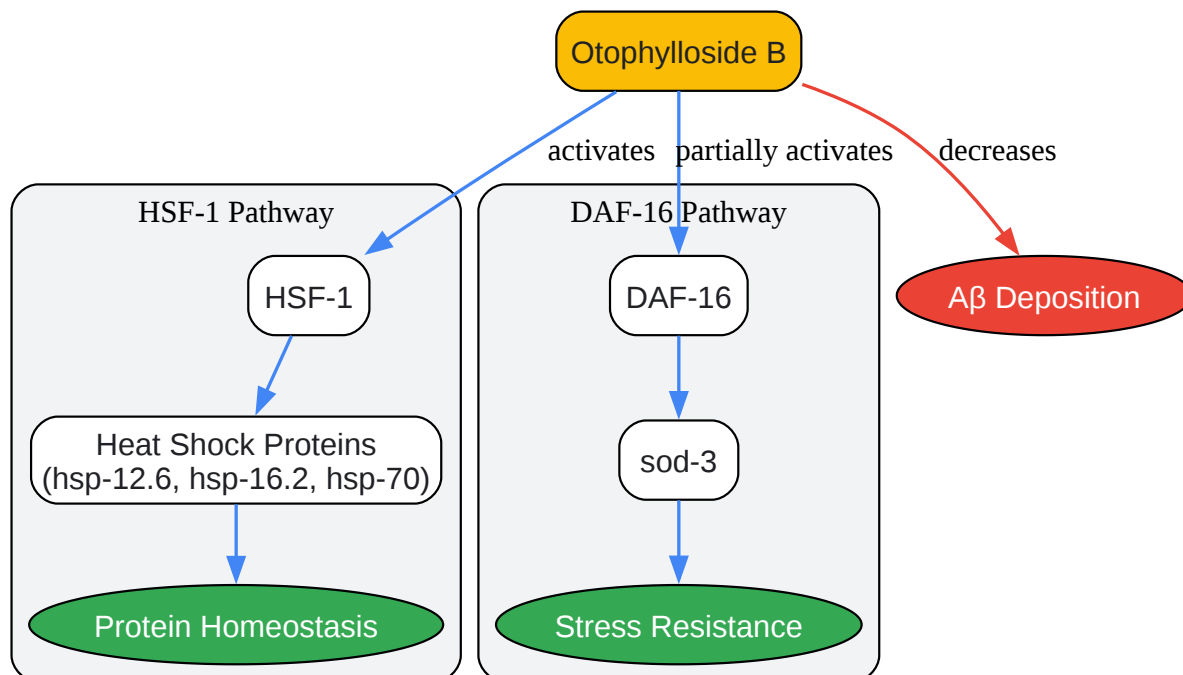 Otophylloside B
activates
partially activates
decreases
HSF-1 Pathway
DAF-16 Pathway
HSF-1
DAF-16
Aβ Deposition
Heat Shock Proteins
(hsp-12.6, hsp-16.2, hsp-70)
sod-3
Protein Homeostasis
Stress Resistance